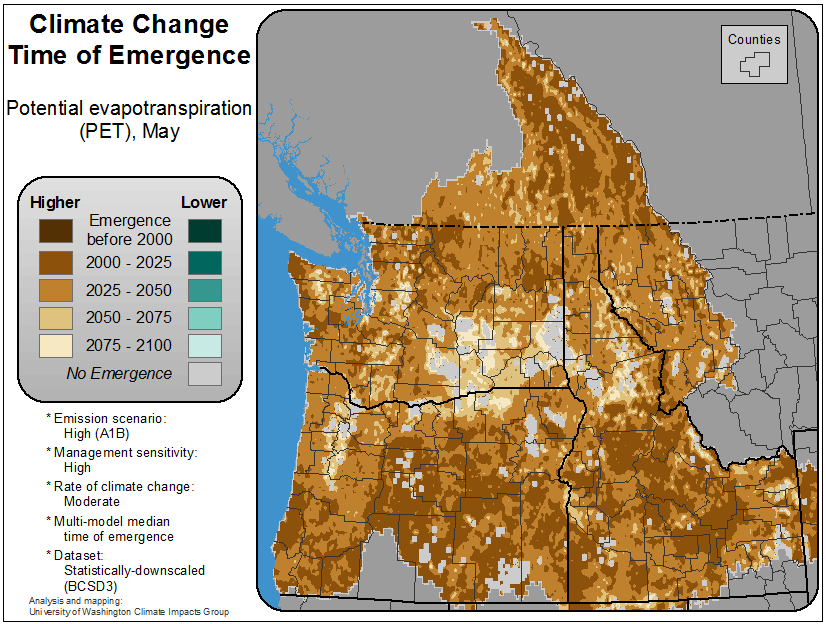 Climate Change
Time of Emergence
Potential evapotranspiration
(PET), May
Higher
Lower
Emergence
before 2000
2000 - 2025
2025 - 2050
2050 - 2075
2075 - 2100
No Emergence
* Emission scenario:
High (A1B)
* Management sensitivity:
High
* Rate of climate change:
Moderate
* Multi-model median
time of emergence
* Dataset:
Statistically-downscaled
(BCSD3)
Analysis and mapping:
University of Washington Climate Impacts Group
Counties